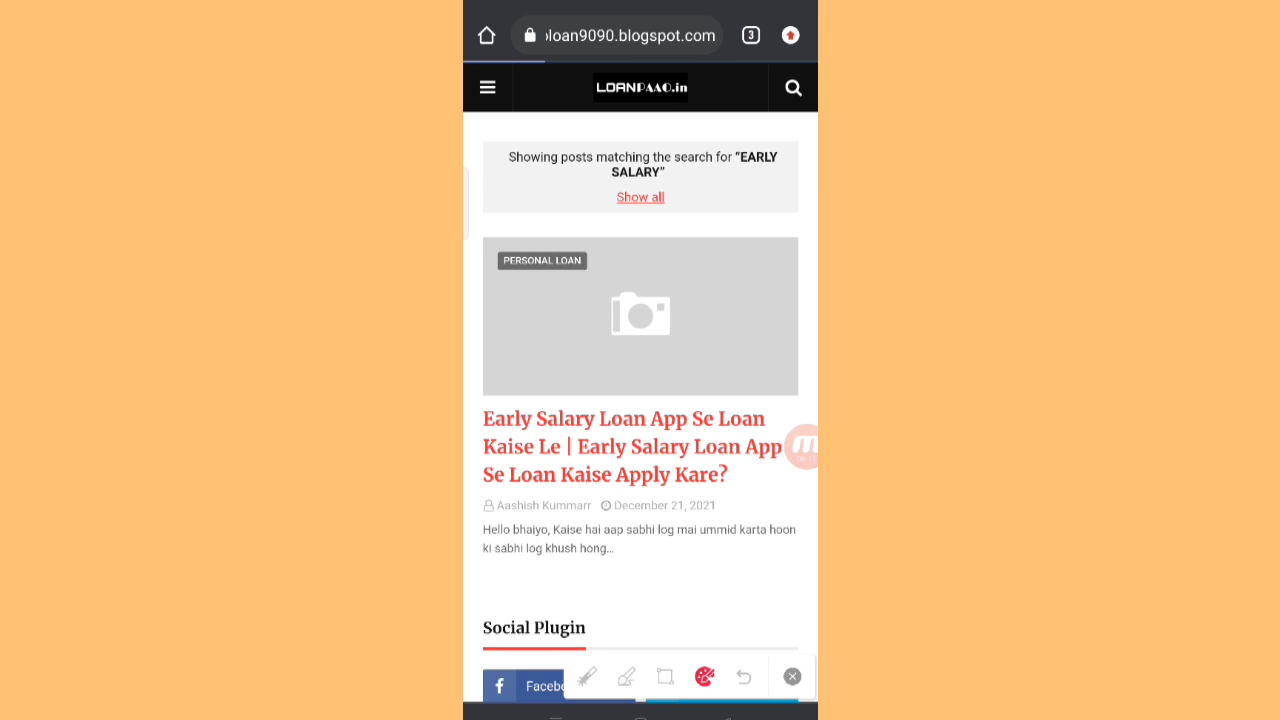 loan9090.blogspot.com
3
LOANPAAO.in
Showing posts matching the search for “EARLY
SALARY”
Show all
PERSONAL LOAN
Early Salary Loan App Se Loan
Kaise Le | Early Salary Loan App
Se Loan Kaise Apply Kare?
Aashish Kummarr December 21, 2021
Hello bhaiyo, Kaise hai aap sabhi log mai ummid karta hoon
ki sabhi log khush hong…
Social Plugin
f Facebo